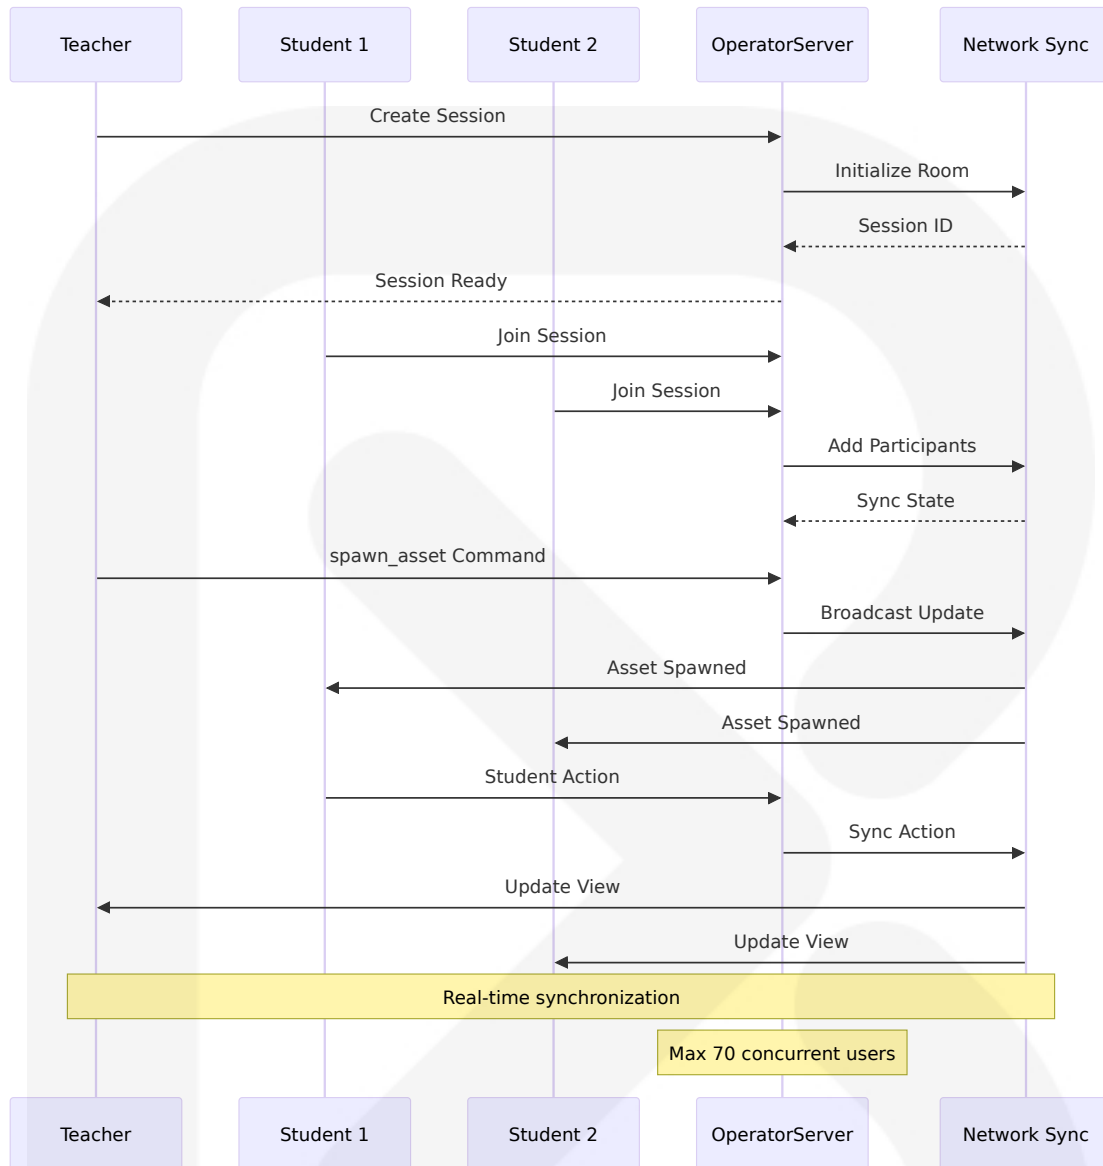 Teacher
Student 1
Student 2
OperatorServer
Network Sync
Create Session
Initialize Room
Session ID
Session Ready
Join Session
Join Session
Add Participants
Sync State
spawn_asset Command
Broadcast Update
Asset Spawned
Asset Spawned
Student Action
Sync Action
Update View
Update View
Real-time synchronization
Max 70 concurrent users
Teacher
Student 1
Student 2
OperatorServer
Network Sync